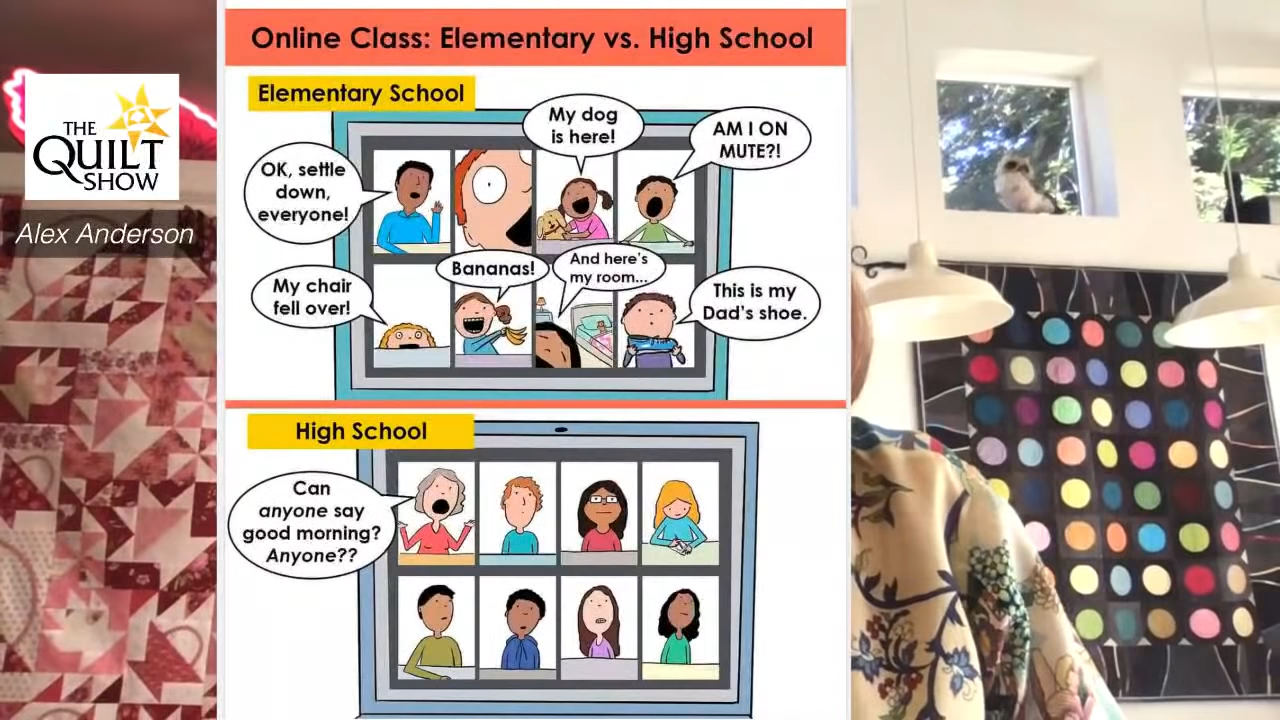 Online Class: Elementary vs. High School
Elementary School
THE
QUILT
SHOW
Alex Anderson
OK, settle
down,
everyone!
My dog
is here!
AM I ON
MUTE?!
My chair
fell over!
Bananas!
And here's
my room...
This is my
Dad's shoe.
High School
Can
anyone say
good morning?
Anyone??